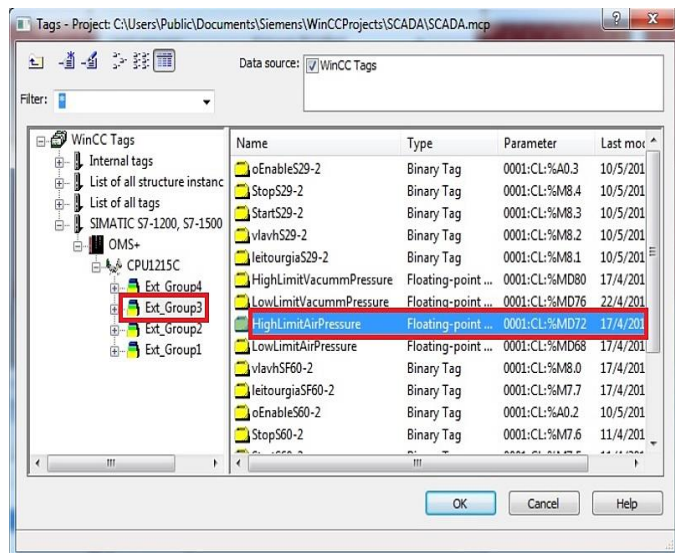 Tags - Project: C:\Users\Public\Documents\Siemens\WinCCProjects\SCADA\SCADA.mcp
Data source: WinCC Tags
Filter:
WinCC Tags
Internal tags
List of all structure instanc
List of all tags
SIMATIC S7-1200, S7-1500
OMS+
CPU1215C
Ext_Group4
Ext_Group3
Ext_Group2
Ext_Group1
Name Type Parameter Last moc
oEnableS29-2 Binary Tag 0001:CL:%A0.3 10/5/201
StopS29-2 Binary Tag 0001:CL:%M8.4 10/5/201
StartS29-2 Binary Tag 0001:CL:%M8.3 10/5/201
vlavhS29-2 Binary Tag 0001:CL:%M8.2 10/5/201
leitourgiaS29-2 Binary Tag 0001:CL:%M8.1 10/5/201
HighLimitVacummPressure Floating-point ... 0001:CL:%MD80 17/4/201
LowLimitVacummPressure Floating-point ... 0001:CL:%MD76 22/4/201
HighLimitAirPressure Floating-point ... 0001:CL:%MD72 17/4/201
LowLimitAirPressure Floating-point ... 0001:CL:%MD68 17/4/201
vlavhSF60-2 Binary Tag 0001:CL:%M8.0 17/4/201
leitourgiaSF60-2 Binary Tag 0001:CL:%M7.7 17/4/201
oEnableS60-2 Binary Tag 0001:CL:%A0.2 10/5/201
StopS60-2 Binary Tag 0001:CL:%M7.6 11/4/201
OK Cancel Help